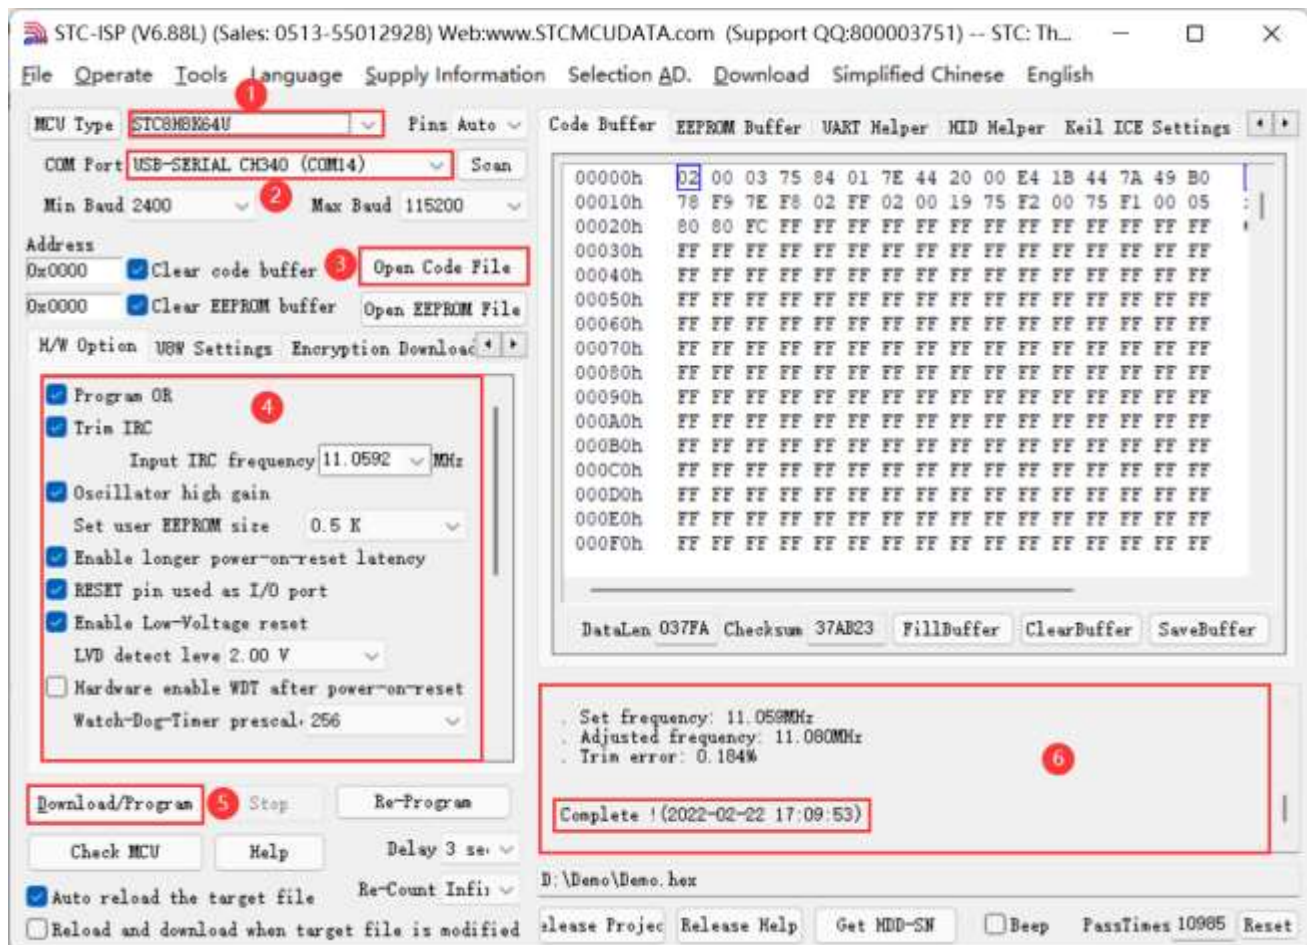 STC-ISP (V6.88L) (Sales: 0513-55012928) Web:www.STCMCUDATA.com (Support QQ:800003751) -- STC: Th...
File Operate Tools Language Supply Information Selection AD. Download Simplified Chinese English
1
MCU Type STC8H8K64U Pins Auto
COM Port USB-SERIAL CH340 (COM14) Scan
2
Min Baud 2400 Max Baud 115200
Address
0x0000 Clear code buffer 3 Open Code File
0x0000 Clear EEPROM buffer Open EEPROM File
H/W Option U8W Settings Encryption Download
4
Program OR
Trim IRC
Input IRC frequency 11.0592 MHz
Oscillator high gain
Set user EEPROM size 0.5 K
Enable longer power-on-reset latency
RESET pin used as I/O port
Enable Low-Voltage reset
LVD detect leve 2.00 V
Hardware enable WDT after power-on-reset
Watch-Dog-Timer prescal 256
Download/Program 5 Stop Re-Program
Check MCU Help Delay 3 se
Auto reload the target file Re-Count Infi
Reload and download when target file is modified
Code Buffer EEPROM Buffer UART Helper HID Helper Keil ICE Settings
00000h 02 00 03 75 84 01 7E 44 20 00 E4 1B 44 7A 49 B0
00010h 78 F9 7E F8 02 FF 02 00 19 75 F2 00 75 F1 00 05
00020h 80 80 FC FF FF FF FF FF FF FF FF FF FF FF FF FF
00030h FF FF FF FF FF FF FF FF FF FF FF FF FF FF FF FF
00040h FF FF FF FF FF FF FF FF FF FF FF FF FF FF FF FF
00050h FF FF FF FF FF FF FF FF FF FF FF FF FF FF FF FF
00060h FF FF FF FF FF FF FF FF FF FF FF FF FF FF FF FF
00070h FF FF FF FF FF FF FF FF FF FF FF FF FF FF FF FF
00080h FF FF FF FF FF FF FF FF FF FF FF FF FF FF FF FF
00090h FF FF FF FF FF FF FF FF FF FF FF FF FF FF FF FF
000A0h FF FF FF FF FF FF FF FF FF FF FF FF FF FF FF FF
000B0h FF FF FF FF FF FF FF FF FF FF FF FF FF FF FF FF
000C0h FF FF FF FF FF FF FF FF FF FF FF FF FF FF FF FF
000D0h FF FF FF FF FF FF FF FF FF FF FF FF FF FF FF FF
000E0h FF FF FF FF FF FF FF FF FF FF FF FF FF FF FF FF
000F0h FF FF FF FF FF FF FF FF FF FF FF FF FF FF FF FF
DataLen 037FA Checksum 37AB23 FillBuffer ClearBuffer SaveBuffer
. Set frequency: 11.059MHz
. Adjusted frequency: 11.080MHz
. Trim error: 0.184%
6
Complete !(2022-02-22 17:09:53)
D:\Demo\Demo.hex
elease Projec Release Help Get HDD-SN Beep PassTimes 10985 Reset